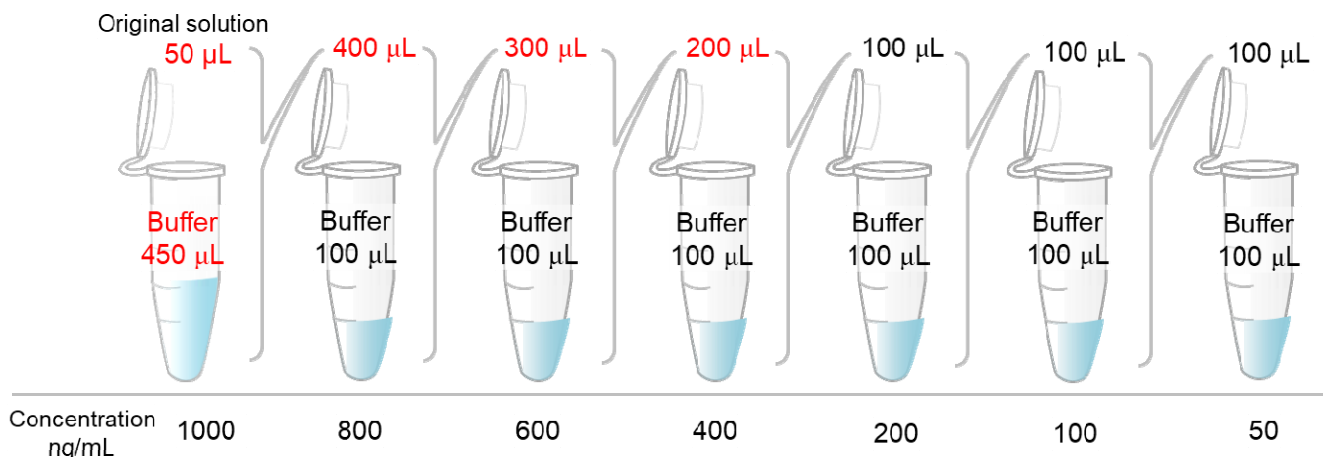 Original solution
50 μL 400 μL 300 μL 200 μL 100 μL 100 μL 100 μL
Buffer Buffer Buffer Buffer Buffer Buffer Buffer
450 μL 100 μL 100 μL 100 μL 100 μL 100 μL 100 μL
Concentration
ng/mL 1000 800 600 400 200 100 50